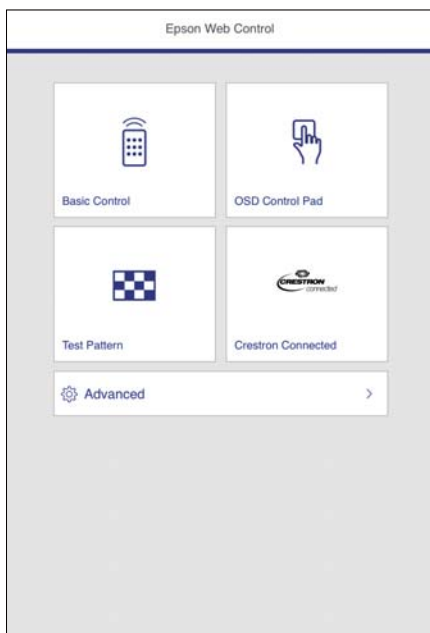 Epson Web Control
Basic Control
OSD Control Pad
CRESTRON
connected
Test Pattern
Crestron Connected
Advanced